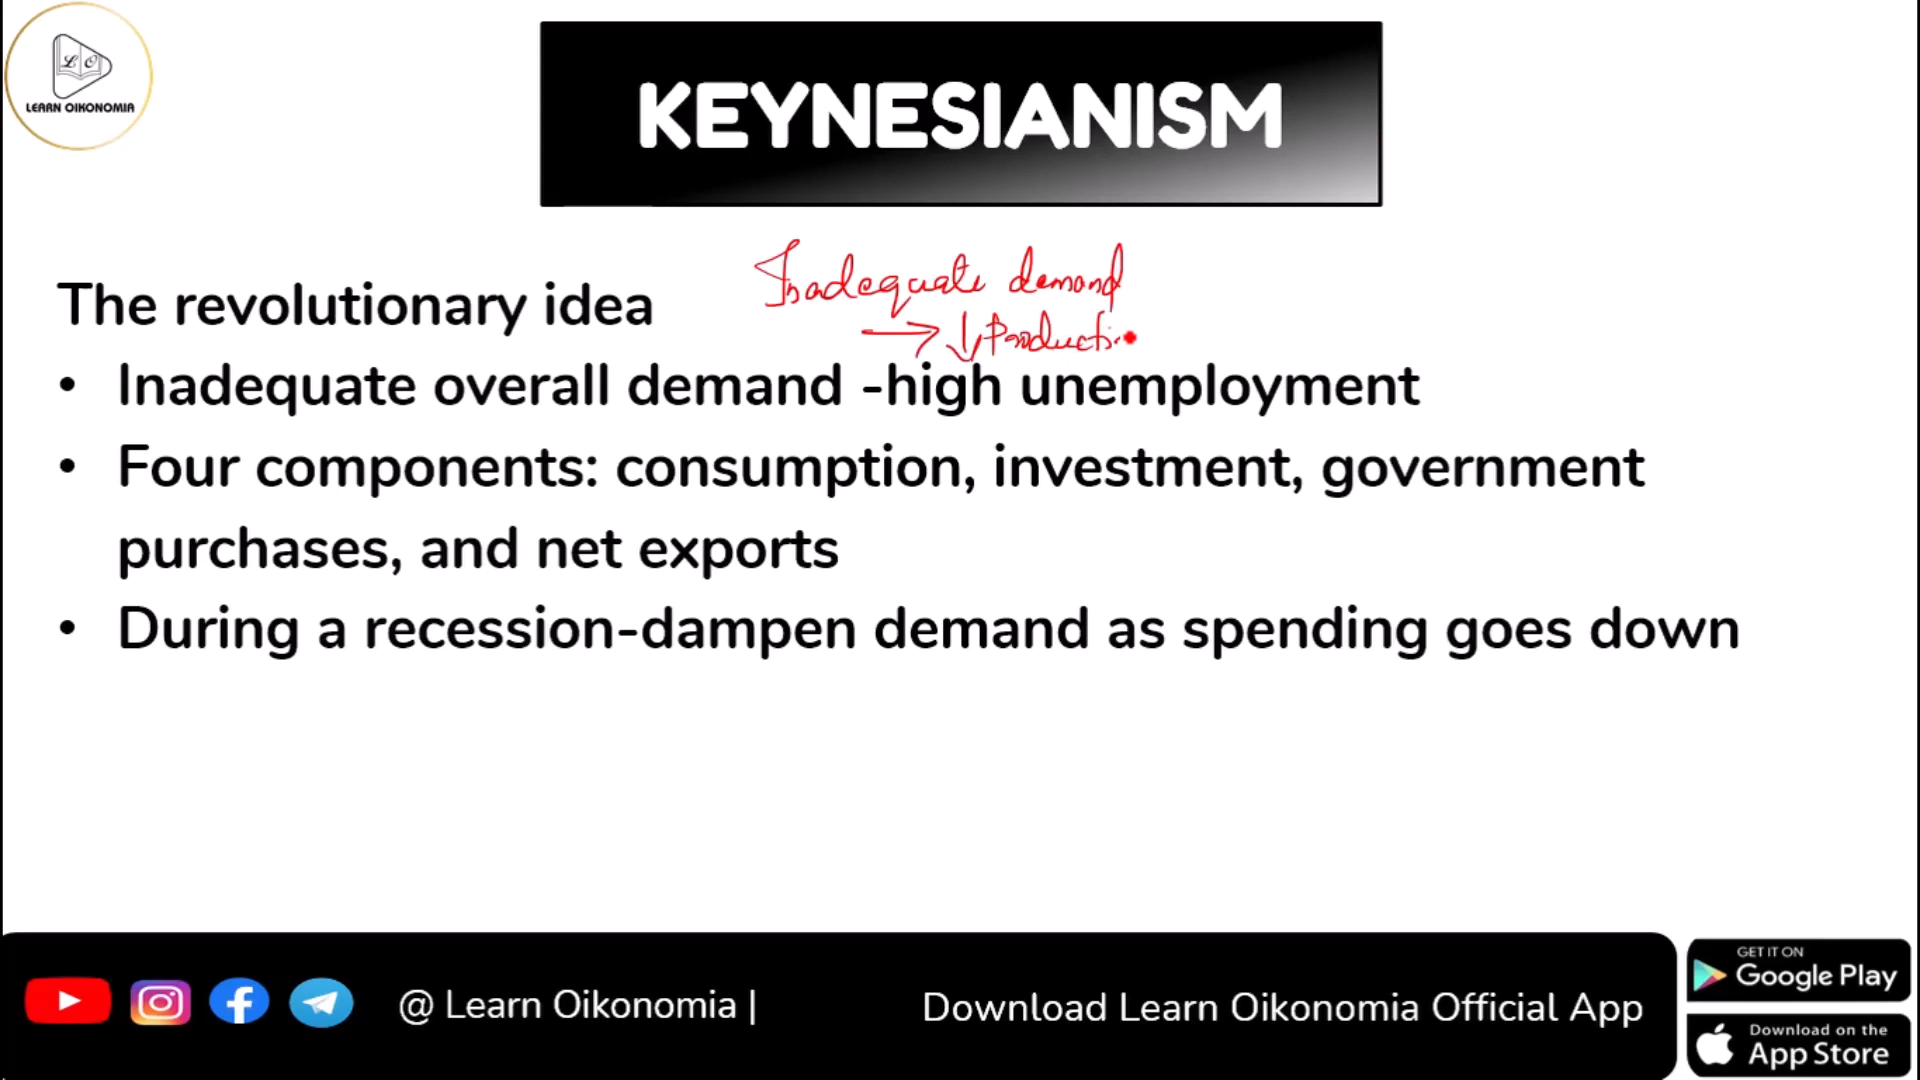 LO
LEARN OIKONOMIA
KEYNESIANISM
Inadequate demand
The revolutionary idea
→ ↓ Producti
• Inadequate overall demand -high unemployment
• Four components: consumption, investment, government
purchases, and net exports
• During a recession-dampen demand as spending goes down
@ Learn Oikonomia |
Download Learn Oikonomia Official App
GET IT ON
Google Play
Download on the
App Store